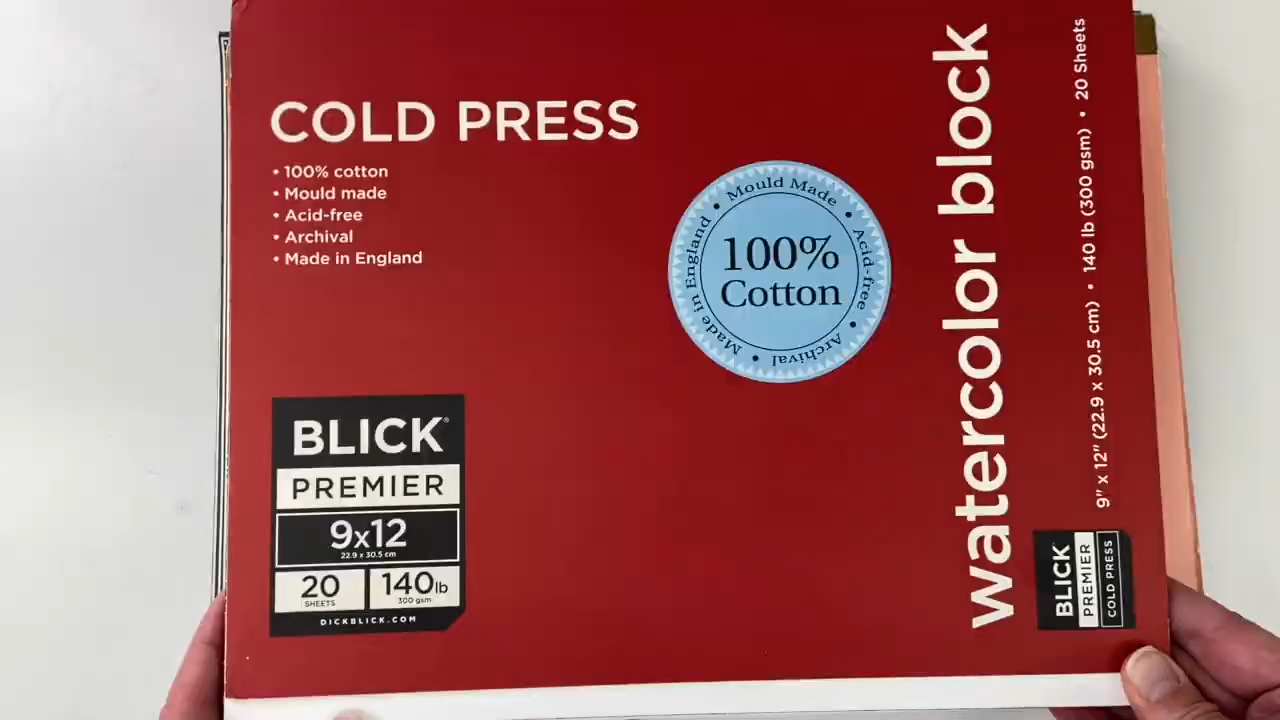 COLD PRESS
• 100% cotton
• Mould made
• Acid-free
• Archival
• Made in England
Mould Made • Acid-free • Archival • Made in England •
100%
Cotton
BLICK®
PREMIER
9x12
22.9 x 30.5 cm
20
SHEETS
140lb
300 gsm
DICKBLICK.COM
watercolor block
9" x 12" (22.9 x 30.5 cm) • 140 lb (300 gsm) • 20 Sheets
BLICK
PREMIER
COLD PRESS